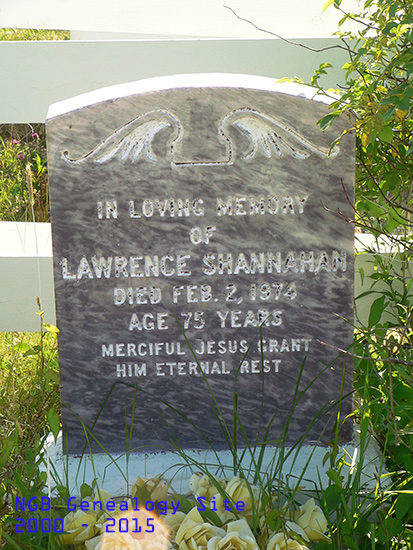 IN LOVING MEMORY
OF
LAWRENCE SHANNAHAN
DIED FEB. 2, 1974
AGE 75 YEARS
MERCIFUL JESUS GRANT
HIM ETERNAL REST
NGB Genealogy Site
2000 - 2015